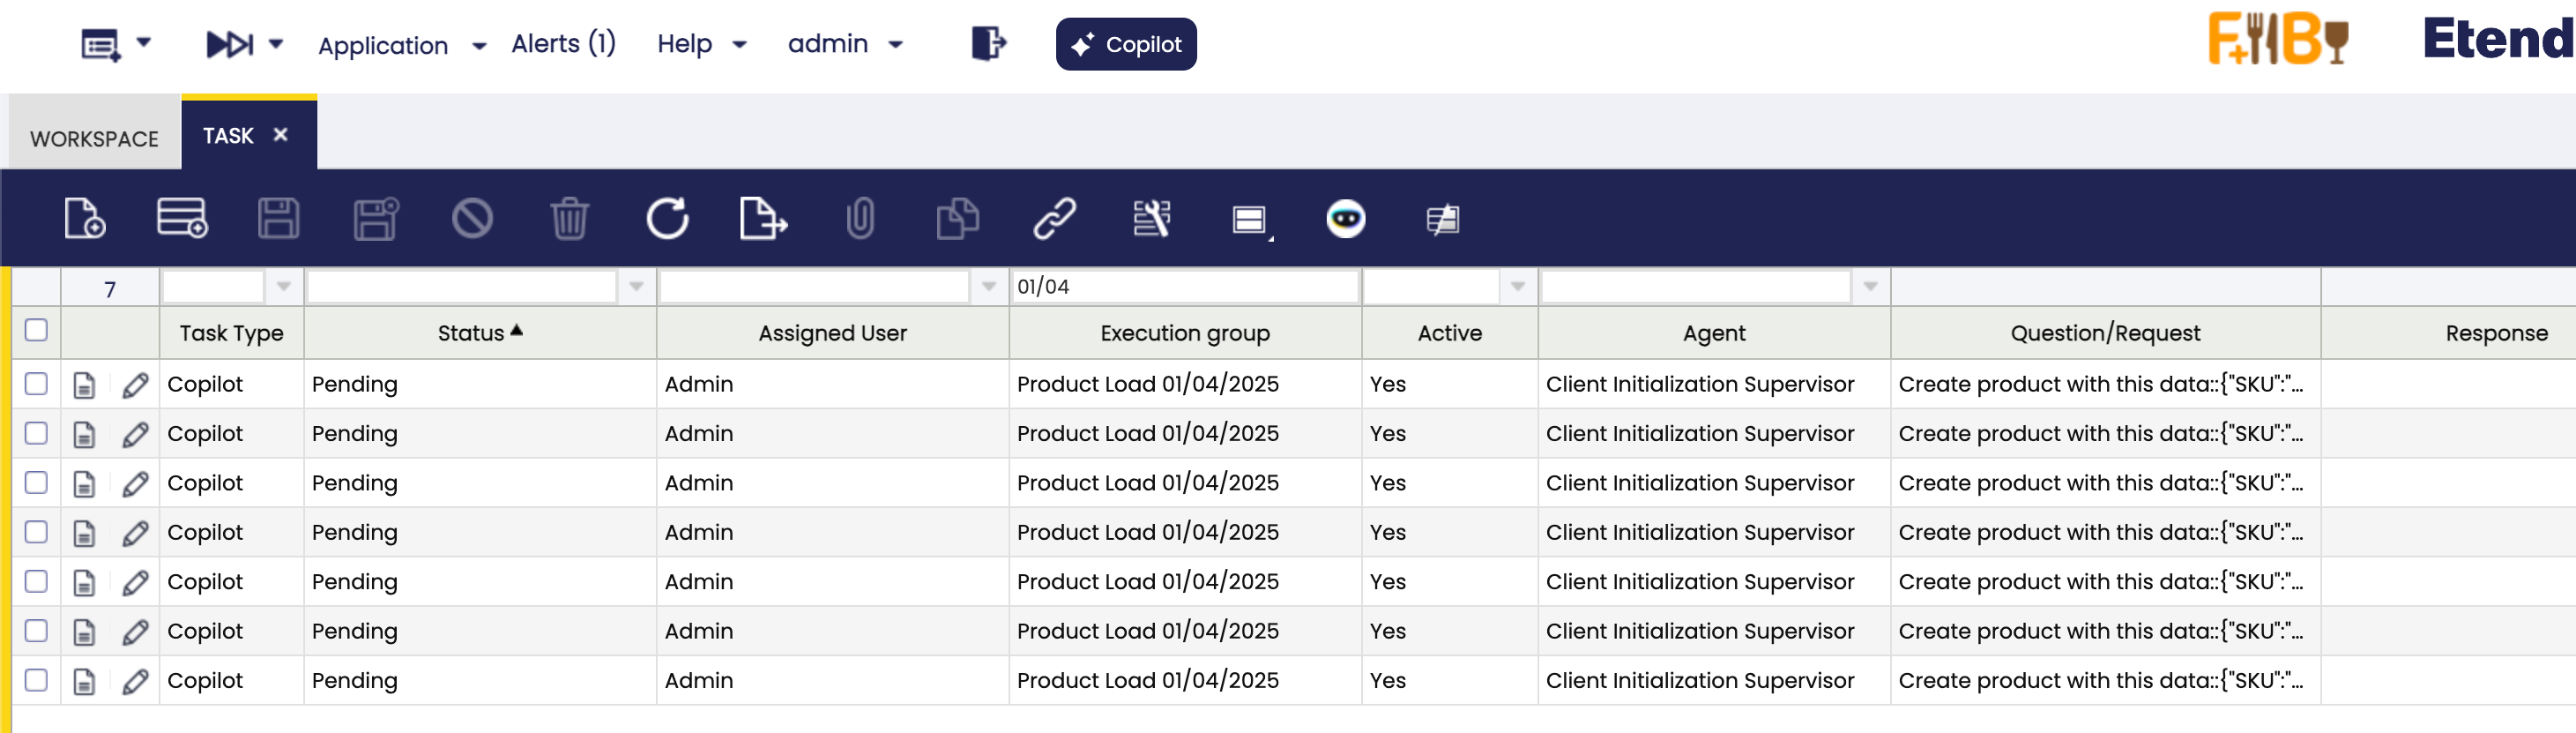 Application Alerts (1) Help admin Copilot F+B Etend
WORKSPACE TASK
7 01/04
Task Type Status Assigned User Execution group Active Agent Question/Request Response
Copilot Pending Admin Product Load 01/04/2025 Yes Client Initialization Supervisor Create product with this data::{"SKU":"...
Copilot Pending Admin Product Load 01/04/2025 Yes Client Initialization Supervisor Create product with this data::{"SKU":"...
Copilot Pending Admin Product Load 01/04/2025 Yes Client Initialization Supervisor Create product with this data::{"SKU":"...
Copilot Pending Admin Product Load 01/04/2025 Yes Client Initialization Supervisor Create product with this data::{"SKU":"...
Copilot Pending Admin Product Load 01/04/2025 Yes Client Initialization Supervisor Create product with this data::{"SKU":"...
Copilot Pending Admin Product Load 01/04/2025 Yes Client Initialization Supervisor Create product with this data::{"SKU":"...
Copilot Pending Admin Product Load 01/04/2025 Yes Client Initialization Supervisor Create product with this data::{"SKU":"...